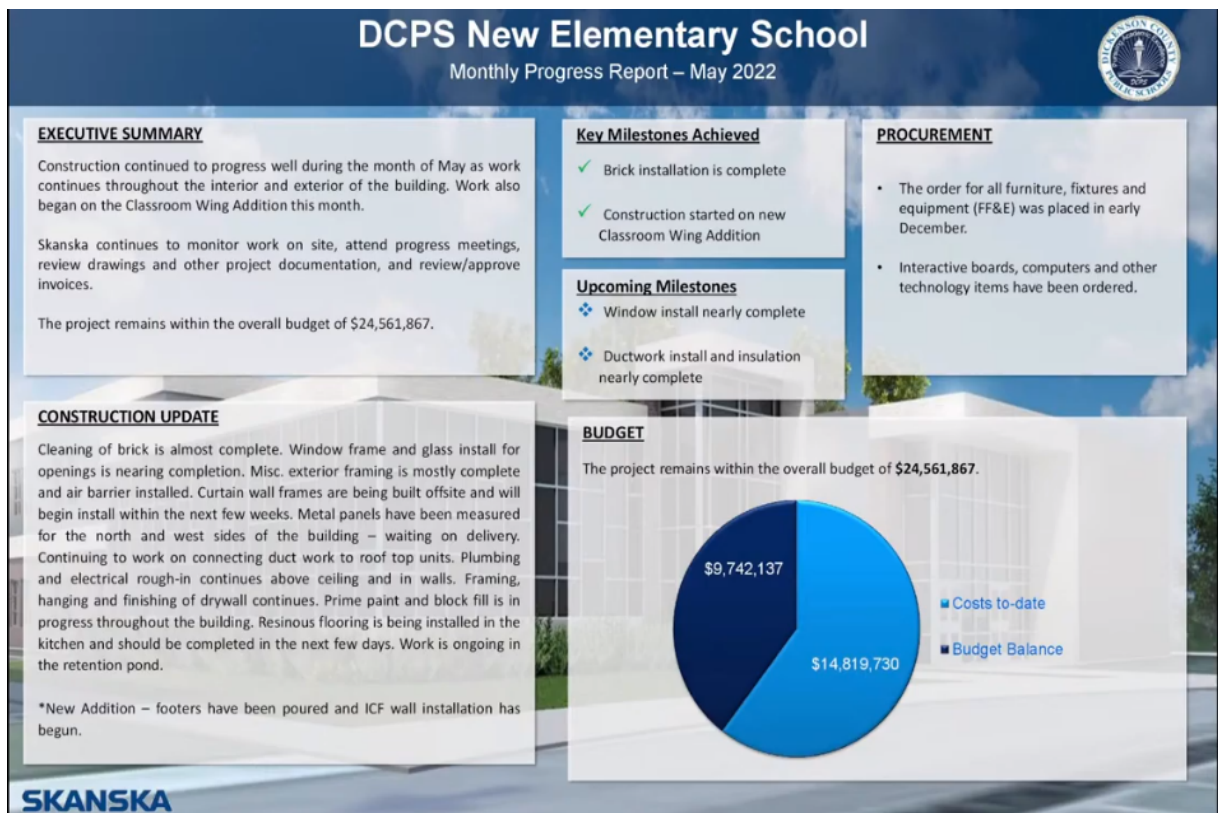 DCPS New Elementary School
Monthly Progress Report – May 2022
DICKENSON COUNTY
PUBLIC SCHOOLS
DCPS
EXECUTIVE SUMMARY
Construction continued to progress well during the month of May as work
continues throughout the interior and exterior of the building. Work also
began on the Classroom Wing Addition this month.
Skanska continues to monitor work on site, attend progress meetings,
review drawings and other project documentation, and review/approve
invoices.
The project remains within the overall budget of $24,561,867.
Key Milestones Achieved
✓ Brick installation is complete
✓ Construction started on new
Classroom Wing Addition
Upcoming Milestones
❖ Window install nearly complete
❖ Ductwork install and insulation
nearly complete
PROCUREMENT
• The order for all furniture, fixtures and
equipment (FF&E) was placed in early
December.
• Interactive boards, computers and other
technology items have been ordered.
CONSTRUCTION UPDATE
Cleaning of brick is almost complete. Window frame and glass install for
openings is nearing completion. Misc. exterior framing is mostly complete
and air barrier installed. Curtain wall frames are being built offsite and will
begin install within the next few weeks. Metal panels have been measured
for the north and west sides of the building – waiting on delivery.
Continuing to work on connecting duct work to roof top units. Plumbing
and electrical rough-in continues above ceiling and in walls. Framing,
hanging and finishing of drywall continues. Prime paint and block fill is in
progress throughout the building. Resinous flooring is being installed in the
kitchen and should be completed in the next few days. Work is ongoing in
the retention pond.
*New Addition – footers have been poured and ICF wall installation has
begun.
BUDGET
The project remains within the overall budget of $24,561,867.
$9,742,137
$14,819,730
Costs to-date
Budget Balance
SKANSKA